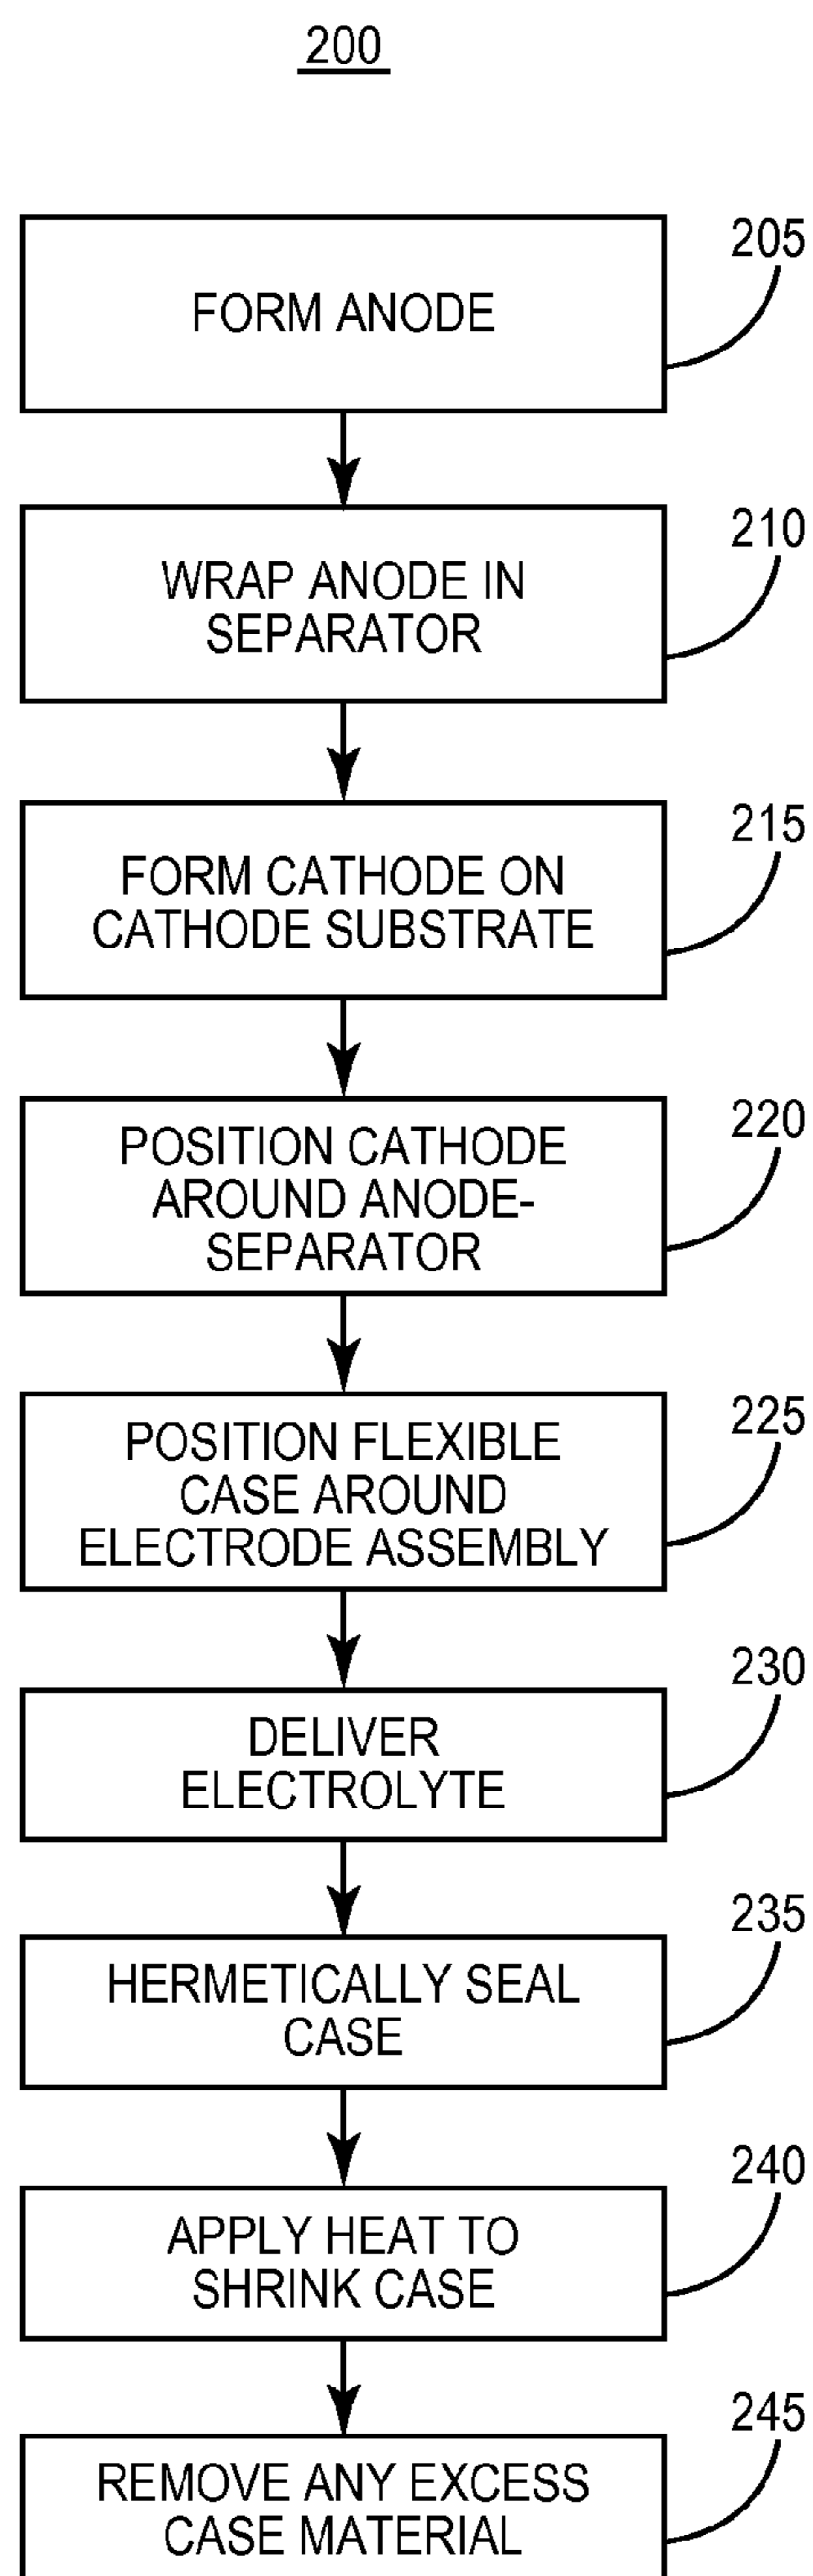 200
205
FORM ANODE
210
WRAP ANODE IN
SEPARATOR
215
FORM CATHODE ON
CATHODE SUBSTRATE
220
POSITION CATHODE
AROUND ANODE-
SEPARATOR
225
POSITION FLEXIBLE
CASE AROUND
ELECTRODE ASSEMBLY
230
DELIVER
ELECTROLYTE
235
HERMETICALLY SEAL
CASE
240
APPLY HEAT TO
SHRINK CASE
245
REMOVE ANY EXCESS
CASE MATERIAL